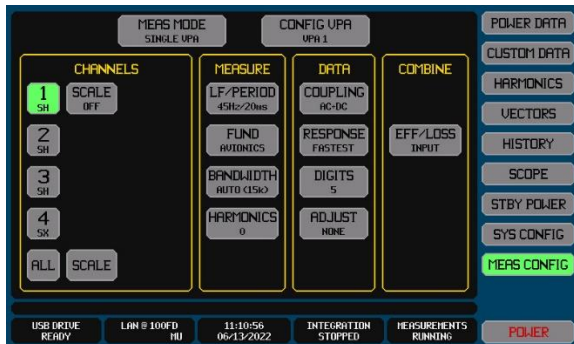 MEAS MODE
SINGLE VPA
CONFIG VPA
VPA 1
CHANNELS
1
SH
SCALE
OFF
2
SH
3
SH
4
SX
ALL
SCALE
MEASURE
LF/PERIOD
45Hz/20ms
FUND
AVIONICS
BANDWIDTH
AUTO (15k)
HARMONICS
0
DATA
COUPLING
AC+DC
RESPONSE
FASTEST
DIGITS
5
ADJUST
NONE
COMBINE
EFF/LOSS
INPUT
POWER DATA
CUSTOM DATA
HARMONICS
VECTORS
HISTORY
SCOPE
STBY POWER
SYS CONFIG
MEAS CONFIG
POWER
USB DRIVE
READY
LAN @ 100FD
MU
11:10:56
06/13/2022
INTEGRATION
STOPPED
MEASUREMENTS
RUNNING